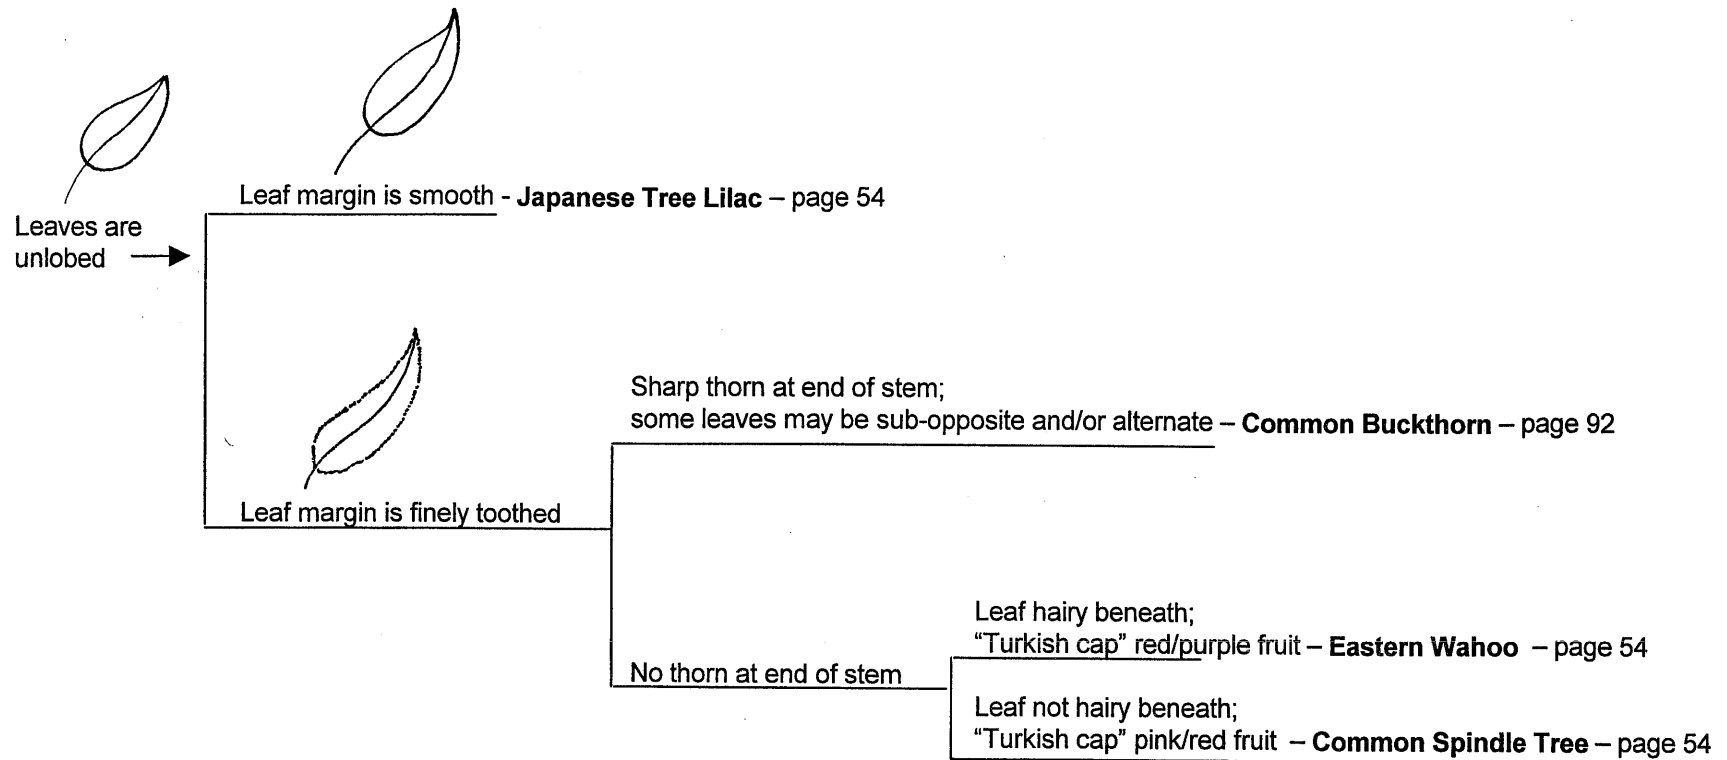 Leaf margin is smooth - Japanese Tree Lilac – page 54
Leaves are
unlobed
Sharp thorn at end of stem;
some leaves may be sub-opposite and/or alternate – Common Buckthorn – page 92
Leaf margin is finely toothed
Leaf hairy beneath;
“Turkish cap” red/purple fruit – Eastern Wahoo – page 54
No thorn at end of stem
Leaf not hairy beneath;
“Turkish cap” pink/red fruit – Common Spindle Tree – page 54